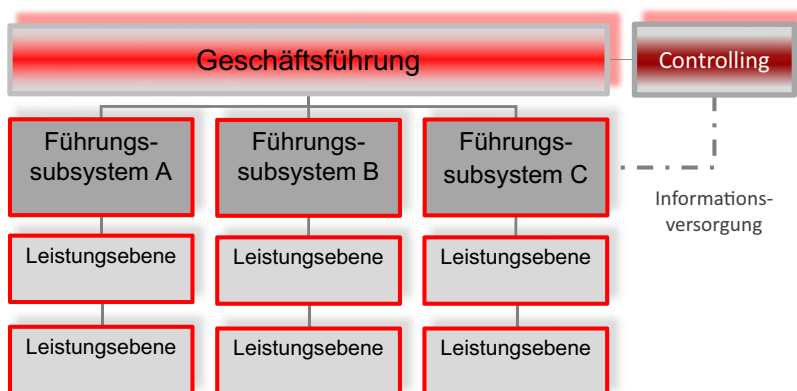 Geschäftsführung
Controlling
Führungs-
subsystem A
Führungs-
subsystem B
Führungs-
subsystem C
Informations-
versorgung
Leistungsebene
Leistungsebene
Leistungsebene
Leistungsebene
Leistungsebene
Leistungsebene